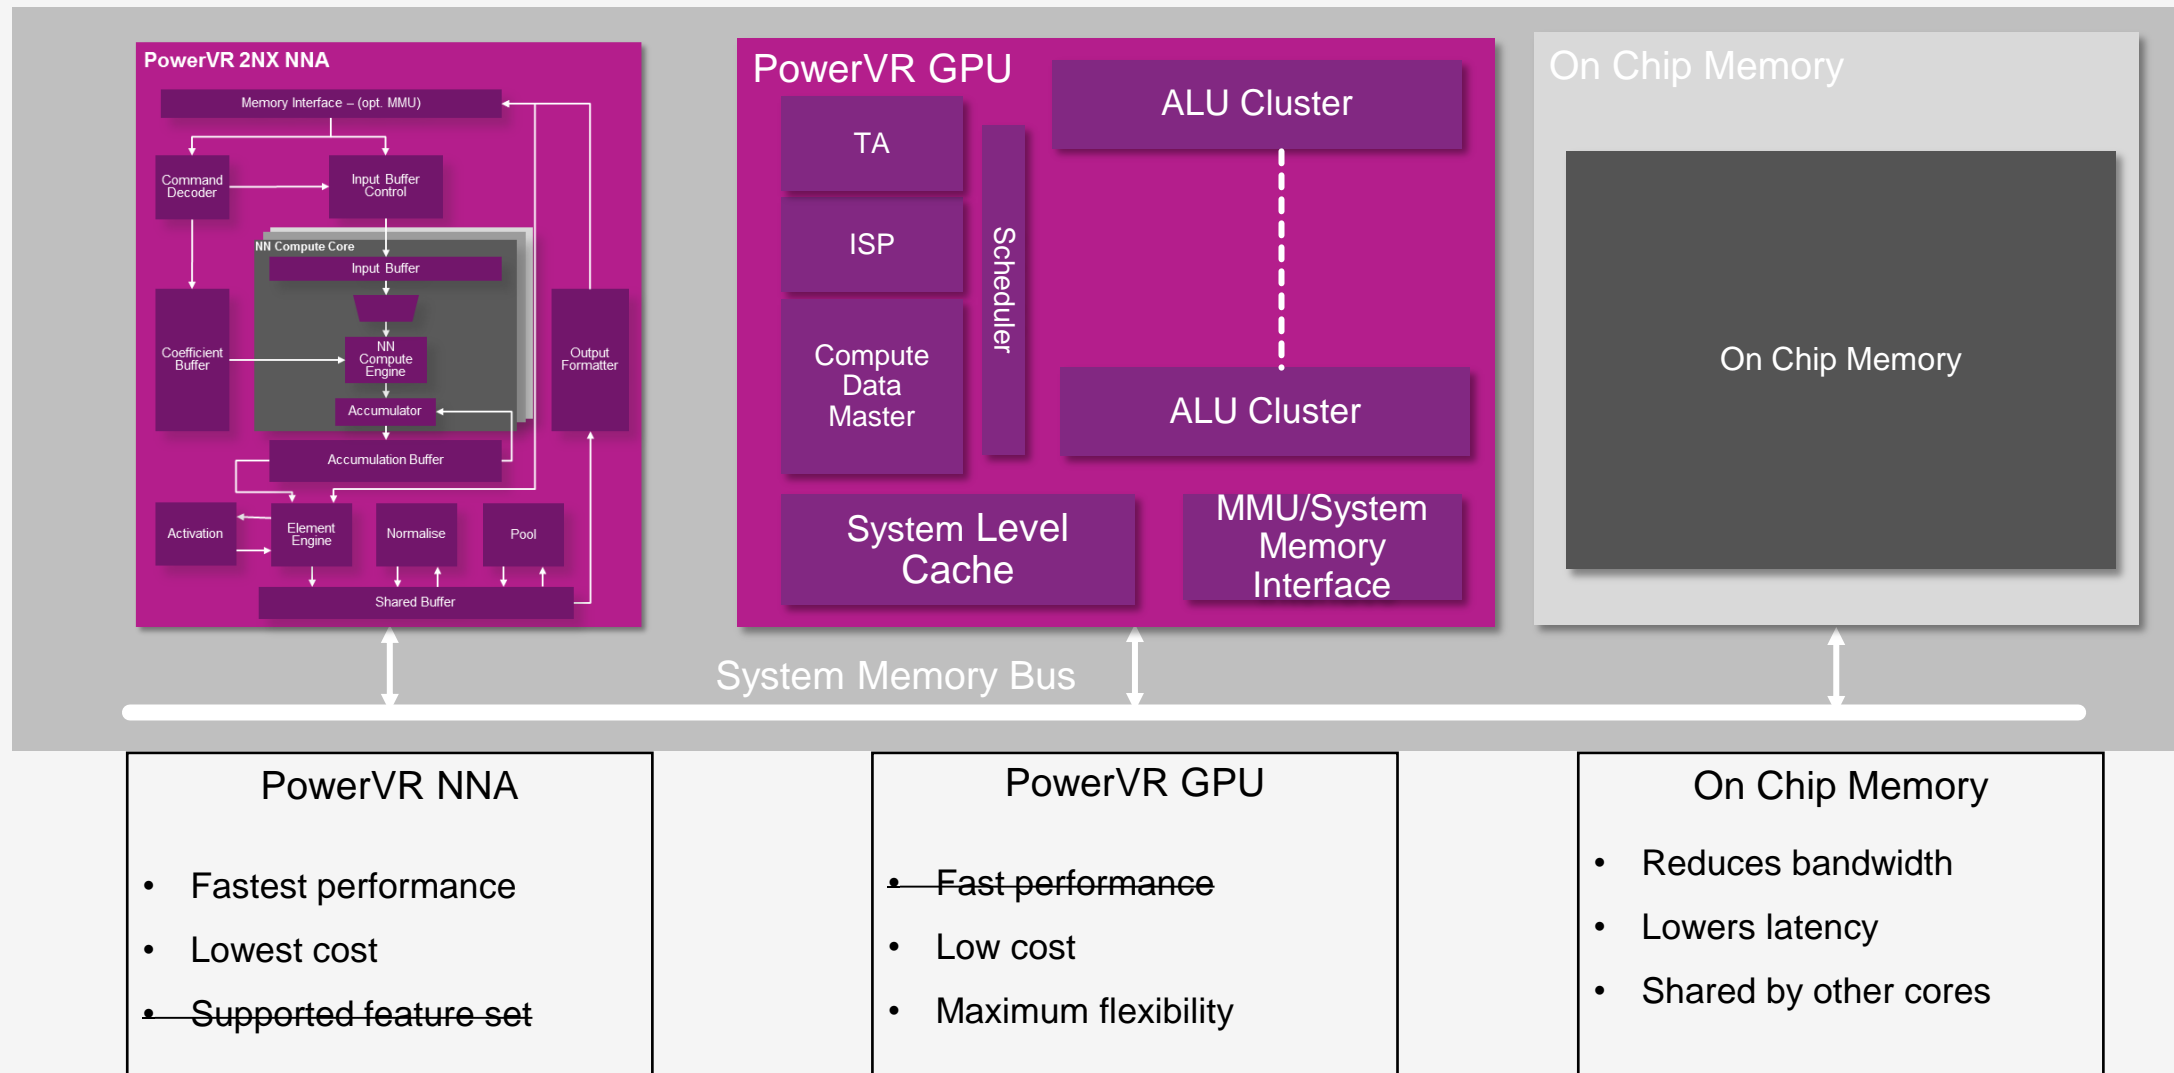 PowerVR 2NX NNA
Memory Interface – (opt. MMU)
Command
Decoder
Input Buffer
Control
NN Compute Core
Input Buffer
Coefficient
Buffer
NN
Compute
Engine
Output
Formatter
Accumulator
Accumulation Buffer
Activation
Element
Engine
Normalise
Pool
Shared Buffer
PowerVR GPU
TA
ISP
Compute
Data
Master
Scheduler
ALU Cluster
ALU Cluster
System Level
Cache
MMU/System
Memory
Interface
On Chip Memory
On Chip Memory
System Memory Bus
PowerVR NNA
• Fastest performance
• Lowest cost
• Supported feature set
PowerVR GPU
• Fast performance
• Low cost
• Maximum flexibility
On Chip Memory
• Reduces bandwidth
• Lowers latency
• Shared by other cores